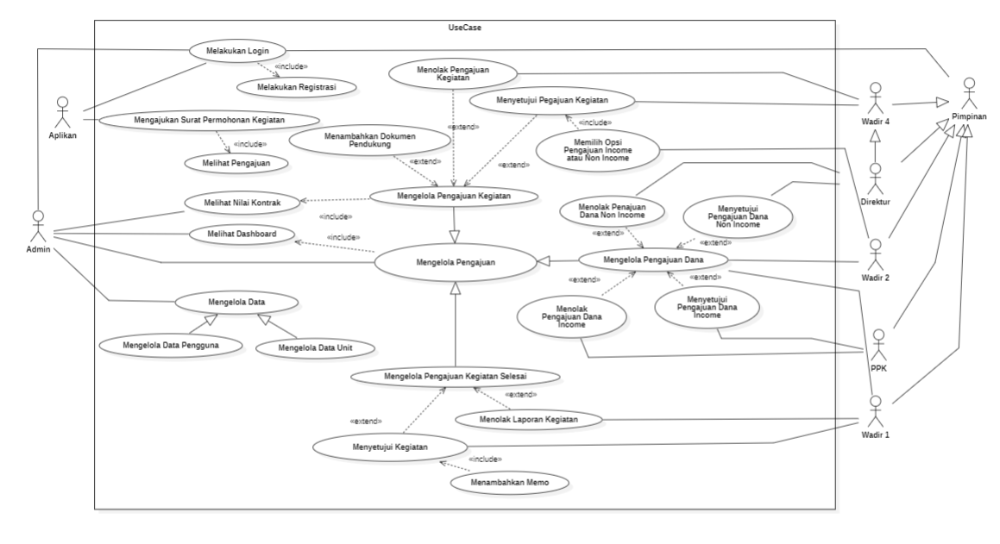 UseCase
Melakukan Login
«include»
Melakukan Registrasi
Menolak Pengajuan
Kegiatan
Menyetujui Pegajuan Kegiatan
Aplikan
Wadir 4
Pimpinan
Mengajukan Surat Permohonan Kegiatan
«include»
Melihat Pengajuan
Menambahkan Dokumen
Pendukung
«extend»
«extend»
«extend»
«include»
Memilih Opsi
Pengajuan Income
atau Non Income
Direktur
Melihat Nilai Kontrak
«include»
Mengelola Pengajuan Kegiatan
Menolak Penajuan
Dana Non Income
Menyetujui
Pengajuan Dana
Non Income
«extend»
«extend»
Admin
Melihat Dashboard
«include»
Mengelola Pengajuan
Mengelola Pengajuan Dana
Wadir 2
«extend»
«extend»
Mengelola Data
Menolak
Pengajuan Dana
Income
Menyetujui
Pengajuan Dana
Income
Mengelola Data Pengguna
Mengelola Data Unit
PPK
Mengelola Pengajuan Kegiatan Selesai
«extend»
«extend»
Menolak Laporan Kegiatan
Wadir 1
Menyetujui Kegiatan
«include»
Menambahkan Memo